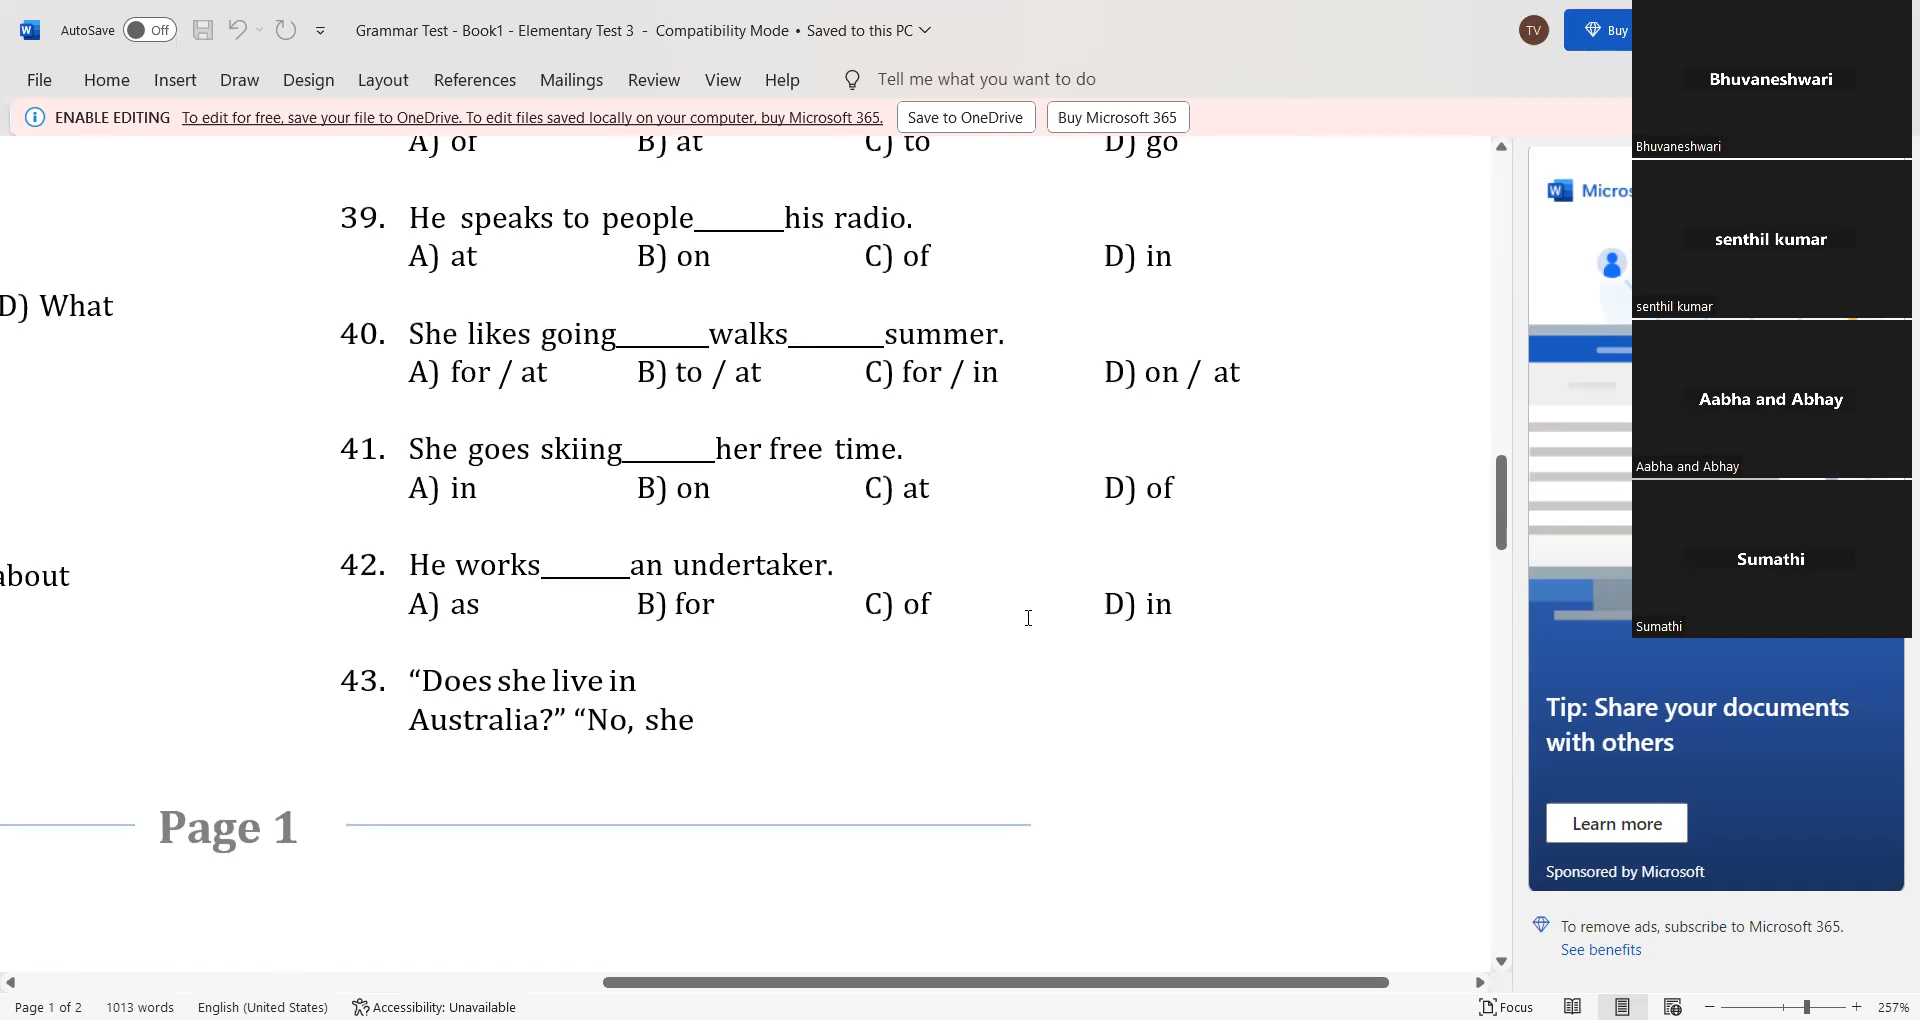 AutoSave Off Grammar Test - Book1 - Elementary Test 3 - Compatibility Mode • Saved to this PC TV Buy
File Home Insert Draw Design Layout References Mailings Review View Help Tell me what you want to do
ENABLE EDITING To edit for free, save your file to OneDrive. To edit files saved locally on your computer, buy Microsoft 365. Save to OneDrive Buy Microsoft 365
A) of B) at C) to D) go
39. He speaks to people______his radio.
A) at B) on C) of D) in
D) What
40. She likes going______walks______summer.
A) for / at B) to / at C) for / in D) on / at
41. She goes skiing______her free time.
A) in B) on C) at D) of
42. He works______an undertaker.
about
A) as B) for C) of D) in
43. “Does she live in
Australia?” “No, she
Page 1
Bhuvaneshwari
Bhuvaneshwari
senthil kumar
senthil kumar
Aabha and Abhay
Aabha and Abhay
Sumathi
Sumathi
Tip: Share your documents
with others
Learn more
Sponsored by Microsoft
To remove ads, subscribe to Microsoft 365.
See benefits
Page 1 of 2 1013 words English (United States) Accessibility: Unavailable Focus 257%